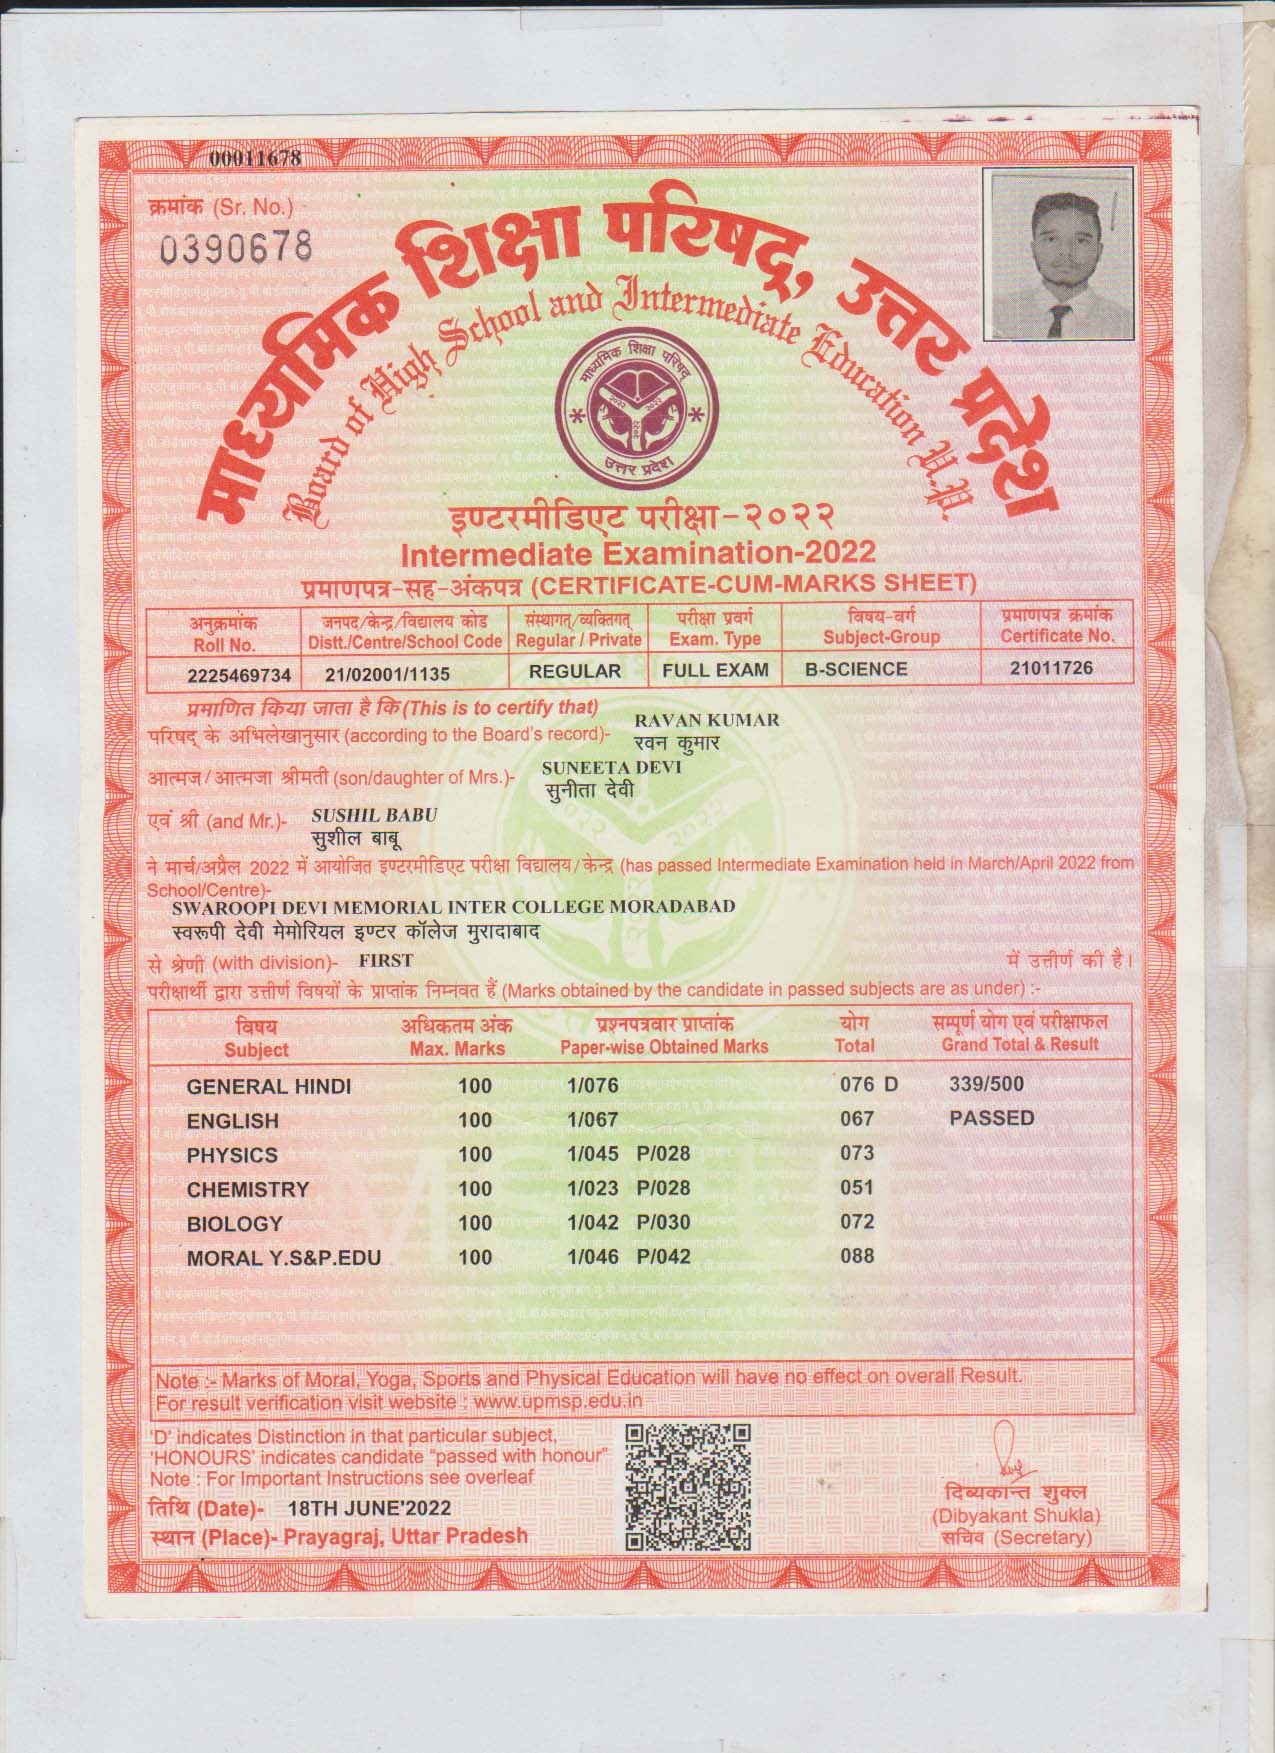 00011678
क्रमांक (Sr. No.)
0390678
माध्यमिक शिक्षा परिषद्, उत्तर प्रदेश
Board of High School and Intermediate Education U.P.
माध्यमिक शिक्षा परिषद्
२०२२ २०२२
२०२२
उत्तर प्रदेश
इण्टरमीडिएट परीक्षा-२०२२
Intermediate Examination-2022
प्रमाणपत्र-सह-अंकपत्र (CERTIFICATE-CUM-MARKS SHEET)
अनुक्रमांक जनपद/केन्द्र/विद्यालय कोड संस्थागत्/व्यक्तिगत् परीक्षा प्रवर्ग विषय-वर्ग प्रमाणपत्र क्रमांक
Roll No. Distt./Centre/School Code Regular / Private Exam. Type Subject-Group Certificate No.
2225469734 21/02001/1135 REGULAR FULL EXAM B-SCIENCE 21011726
प्रमाणित किया जाता है कि (This is to certify that)
RAVAN KUMAR
परिषद् के अभिलेखानुसार (according to the Board's record)- रवन कुमार
SUNEETA DEVI
आत्मज/आत्मजा श्रीमती (son/daughter of Mrs.)- सुनीता देवी
SUSHIL BABU
एवं श्री (and Mr.)- सुशील बाबू
ने मार्च/अप्रैल 2022 में आयोजित इण्टरमीडिएट परीक्षा विद्यालय/केन्द्र (has passed Intermediate Examination held in March/April 2022 from
School/Centre)-
SWAROOPI DEVI MEMORIAL INTER COLLEGE MORADABAD
स्वरूपी देवी मेमोरियल इण्टर कॉलेज मुरादाबाद
से श्रेणी (with division)- FIRST में उत्तीर्ण की है।
परीक्षार्थी द्वारा उत्तीर्ण विषयों के प्राप्तांक निम्नवत हैं (Marks obtained by the candidate in passed subjects are as under) :-
विषय अधिकतम अंक प्रश्नपत्रवार प्राप्तांक योग सम्पूर्ण योग एवं परीक्षाफल
Subject Max. Marks Paper-wise Obtained Marks Total Grand Total & Result
GENERAL HINDI 100 1/076 076 D 339/500
ENGLISH 100 1/067 067 PASSED
PHYSICS 100 1/045 P/028 073
CHEMISTRY 100 1/023 P/028 051
BIOLOGY 100 1/042 P/030 072
MORAL Y.S&P.EDU 100 1/046 P/042 088
Note :- Marks of Moral, Yoga, Sports and Physical Education will have no effect on overall Result.
For result verification visit website : www.upmsp.edu.in
'D' indicates Distinction in that particular subject,
'HONOURS' indicates candidate "passed with honour"
Note : For Important Instructions see overleaf
तिथि (Date)- 18TH JUNE'2022
स्थान (Place)- Prayagraj, Uttar Pradesh
दिब्यकान्त शुक्ल
(Dibyakant Shukla)
सचिव (Secretary)